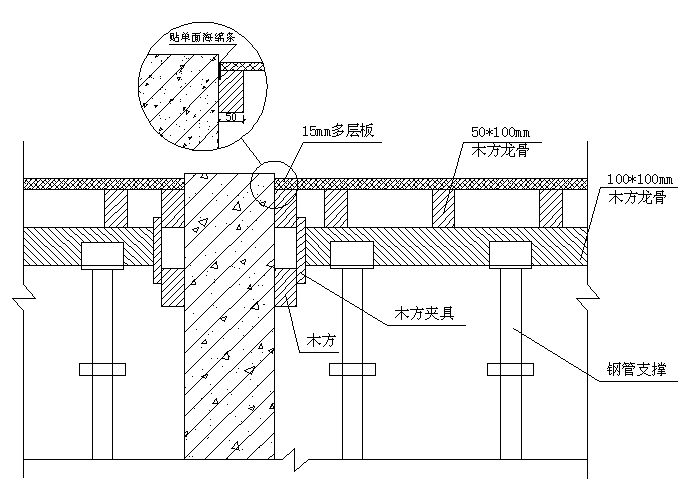 贴单面海绵条
50
15mm多层板
50*100mm
木方龙骨
100*100mm
木方龙骨
木方夹具
木方
钢管支撑